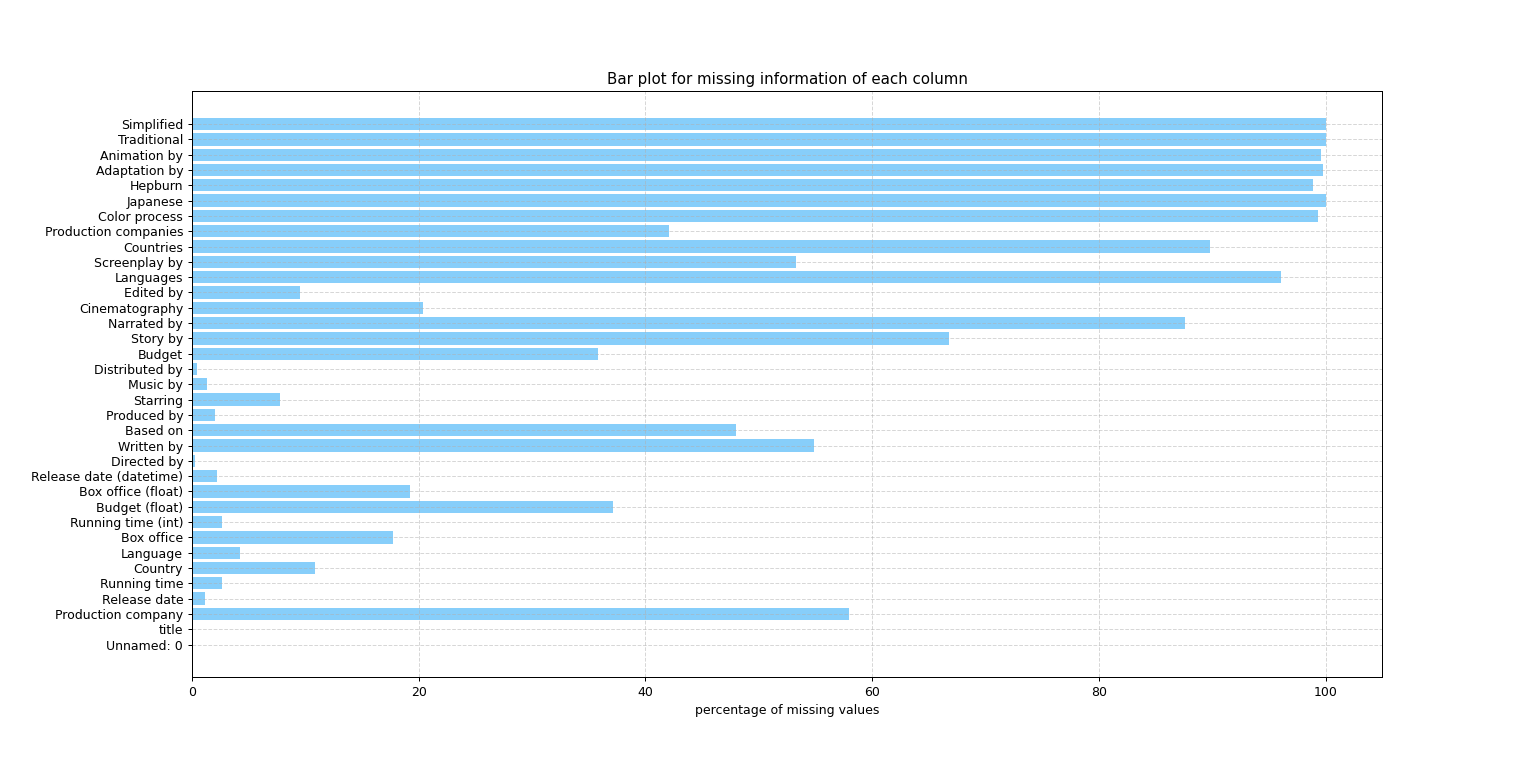 Bar plot for missing information of each column
Simplified
Traditional
Animation by
Adaptation by
Hepburn
Japanese
Color process
Production companies
Countries
Screenplay by
Languages
Edited by
Cinematography
Narrated by
Story by
Budget
Distributed by
Music by
Starring
Produced by
Based on
Written by
Directed by
Release date (datetime)
Box office (float)
Budget (float)
Running time (int)
Box office
Language
Country
Running time
Release date
Production company
title
Unnamed: 0
0 20 40 60 80 100
percentage of missing values